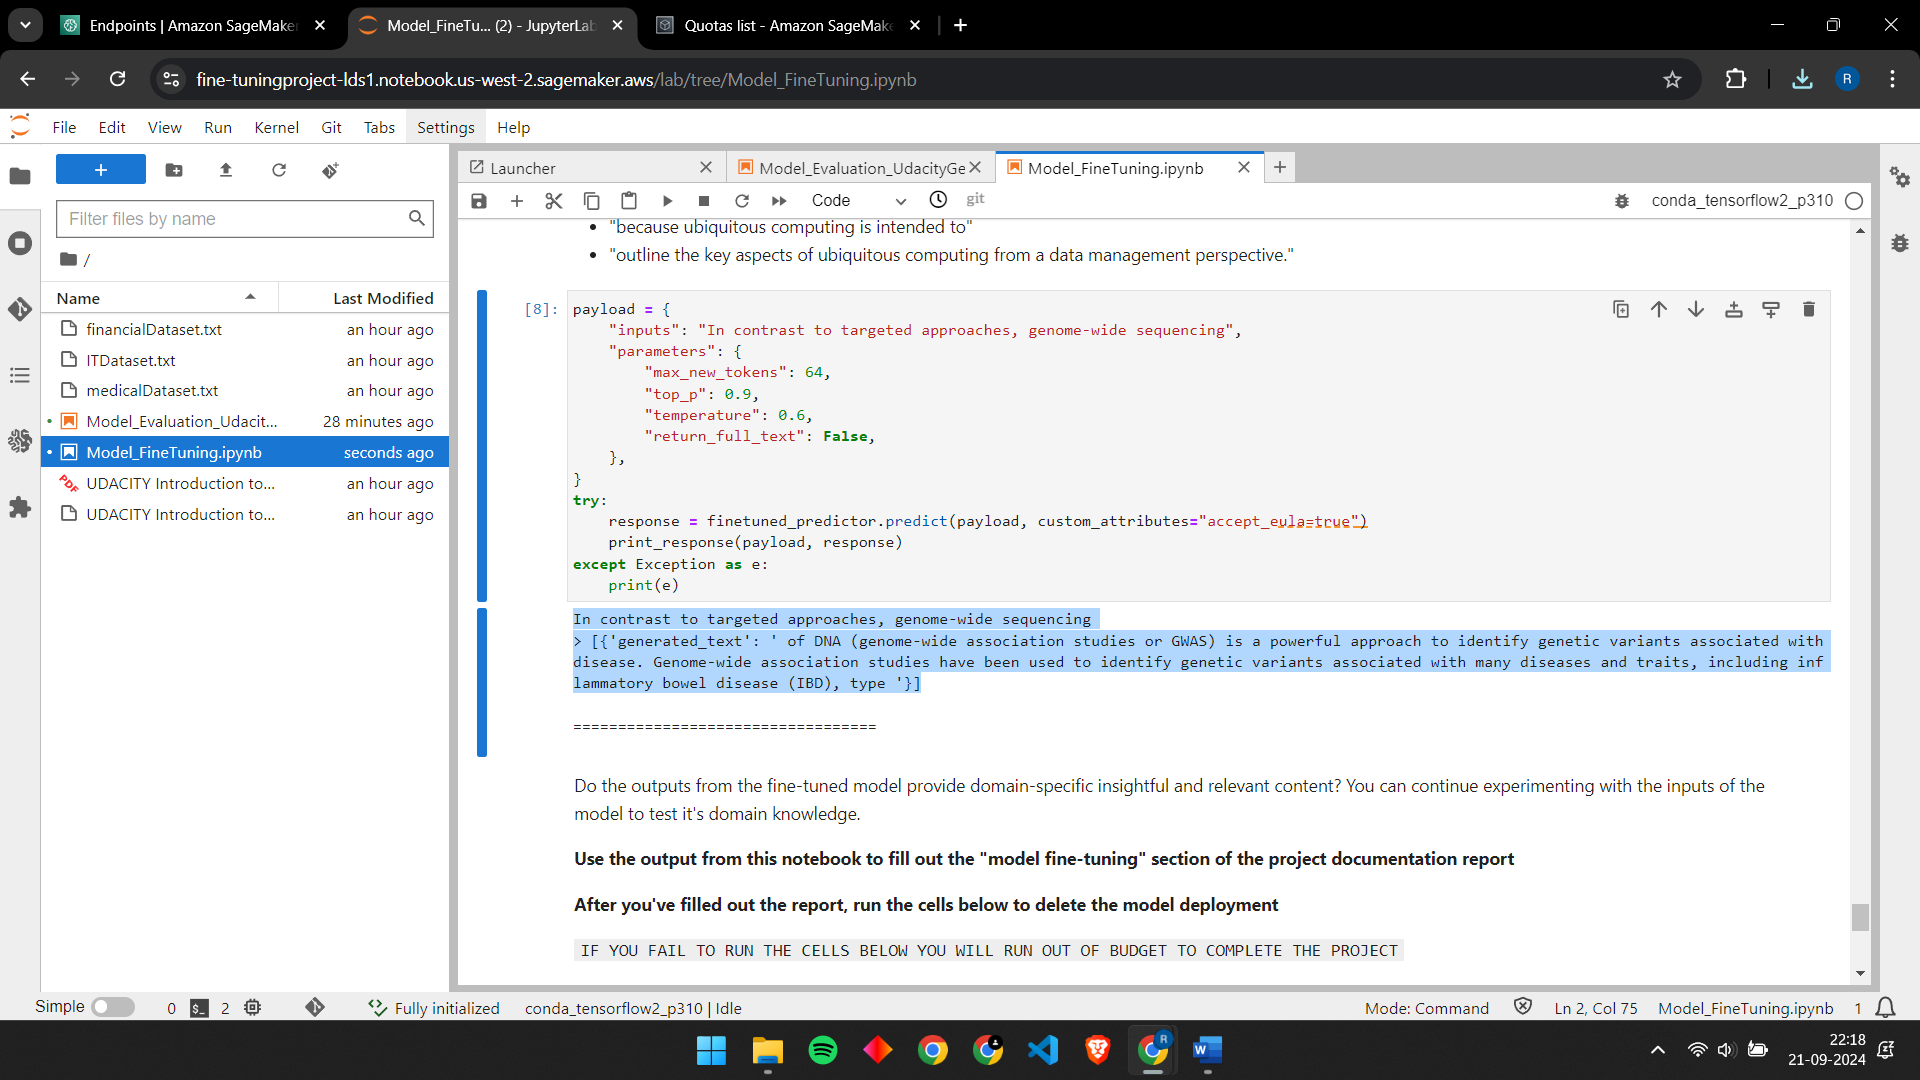 Endpoints | Amazon SageMaker
Model_FineTu... (2) - JupyterLab
Quotas list - Amazon SageMake
fine-tuningproject-lds1.notebook.us-west-2.sagemaker.aws/lab/tree/Model_FineTuning.ipynb
R
File Edit View Run Kernel Git Tabs Settings Help
+
Launcher
Model_Evaluation_UdacityGe
Model_FineTuning.ipynb
Code
git
conda_tensorflow2_p310
Filter files by name
/
Name Last Modified
financialDataset.txt an hour ago
ITDataset.txt an hour ago
medicalDataset.txt an hour ago
Model_Evaluation_Udacit... 28 minutes ago
Model_FineTuning.ipynb seconds ago
PDF UDACITY Introduction to... an hour ago
UDACITY Introduction to... an hour ago
• "because ubiquitous computing is intended to"
• "outline the key aspects of ubiquitous computing from a data management perspective."
[8]: payload = {
"inputs": "In contrast to targeted approaches, genome-wide sequencing",
"parameters": {
"max_new_tokens": 64,
"top_p": 0.9,
"temperature": 0.6,
"return_full_text": False,
},
}
try:
response = finetuned_predictor.predict(payload, custom_attributes="accept_eula=true")
print_response(payload, response)
except Exception as e:
print(e)
In contrast to targeted approaches, genome-wide sequencing
> [{'generated_text': ' of DNA (genome-wide association studies or GWAS) is a powerful approach to identify genetic variants associated with
disease. Genome-wide association studies have been used to identify genetic variants associated with many diseases and traits, including inf
lammatory bowel disease (IBD), type '}]
==================================
Do the outputs from the fine-tuned model provide domain-specific insightful and relevant content? You can continue experimenting with the inputs of the
model to test it's domain knowledge.
Use the output from this notebook to fill out the "model fine-tuning" section of the project documentation report
After you've filled out the report, run the cells below to delete the model deployment
IF YOU FAIL TO RUN THE CELLS BELOW YOU WILL RUN OUT OF BUDGET TO COMPLETE THE PROJECT
Simple 0 $_ 2 Fully initialized conda_tensorflow2_p310 | Idle Mode: Command Ln 2, Col 75 Model_FineTuning.ipynb 1
R
W
22:18
21-09-2024